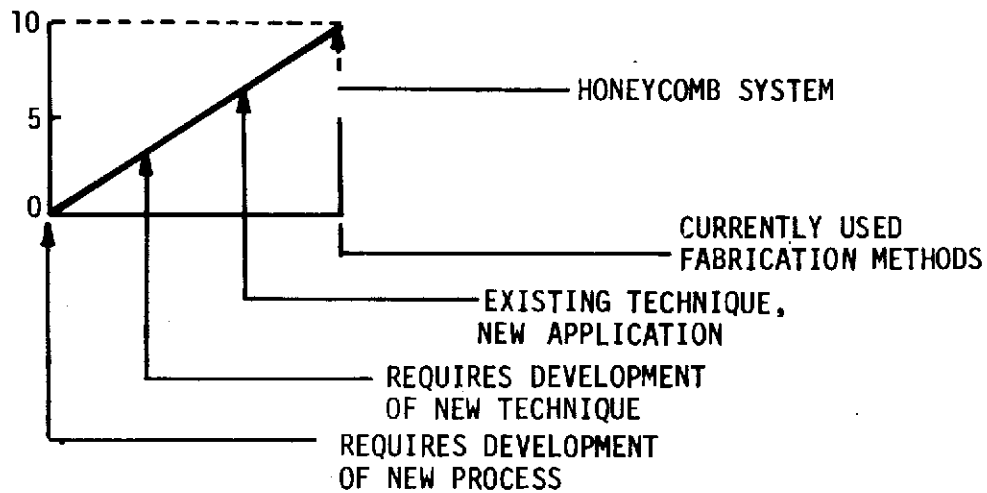 10
5
0
HONEYCOMB SYSTEM
CURRENTLY USED
FABRICATION METHODS
EXISTING TECHNIQUE,
NEW APPLICATION
REQUIRES DEVELOPMENT
OF NEW TECHNIQUE
REQUIRES DEVELOPMENT
OF NEW PROCESS